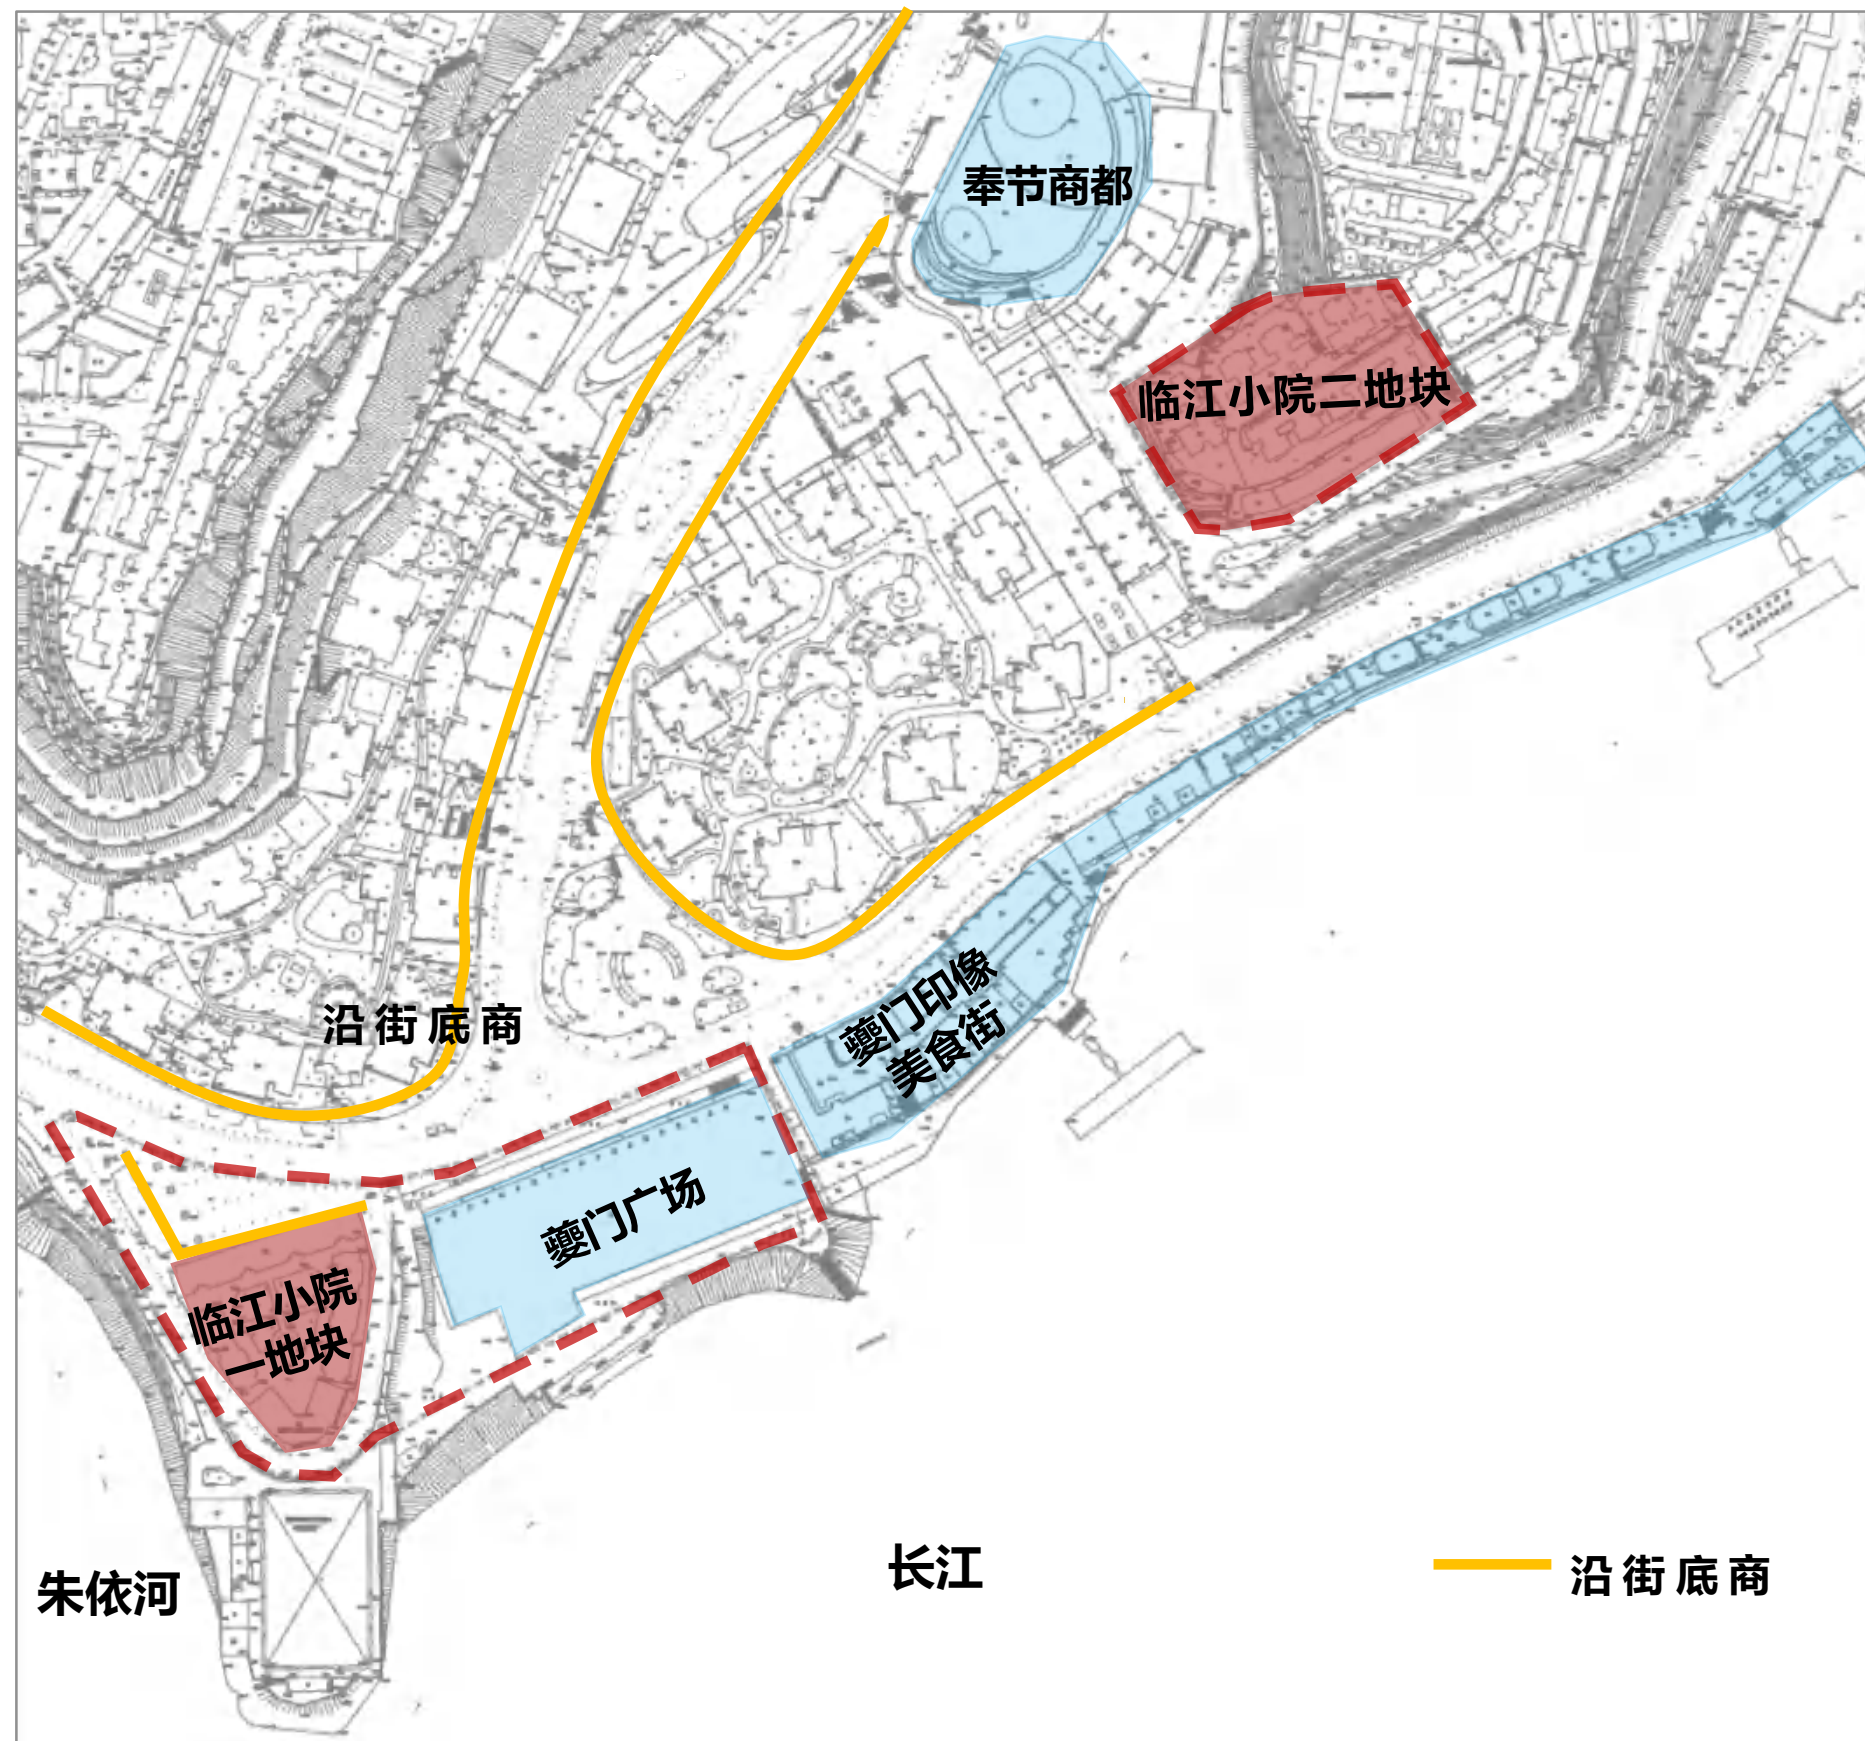 奉节商都
临江小院二地块
夔门印像
美食街
沿街底商
夔门广场
临江小院
一地块
长江
朱依河
沿街底商